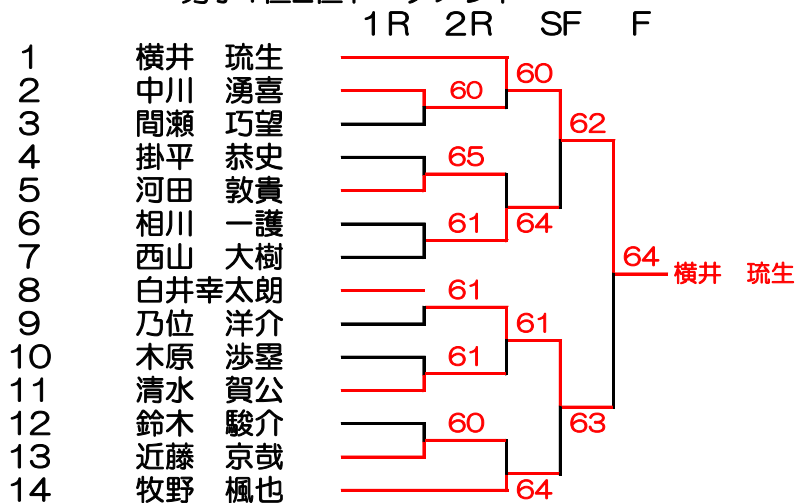 1R 2R SF F
1 横井 琉生
2 中川 湧喜
3 間瀬 巧望
4 掛平 恭史
5 河田 敦貴
6 相川 一護
7 西山 大樹
8 白井幸太朗
9 乃位 洋介
10 木原 渉塁
11 清水 賀公
12 鈴木 駿介
13 近藤 京哉
14 牧野 楓也
60
60
62
65
61
64
64
横井 琉生
61
61
61
60
63
64